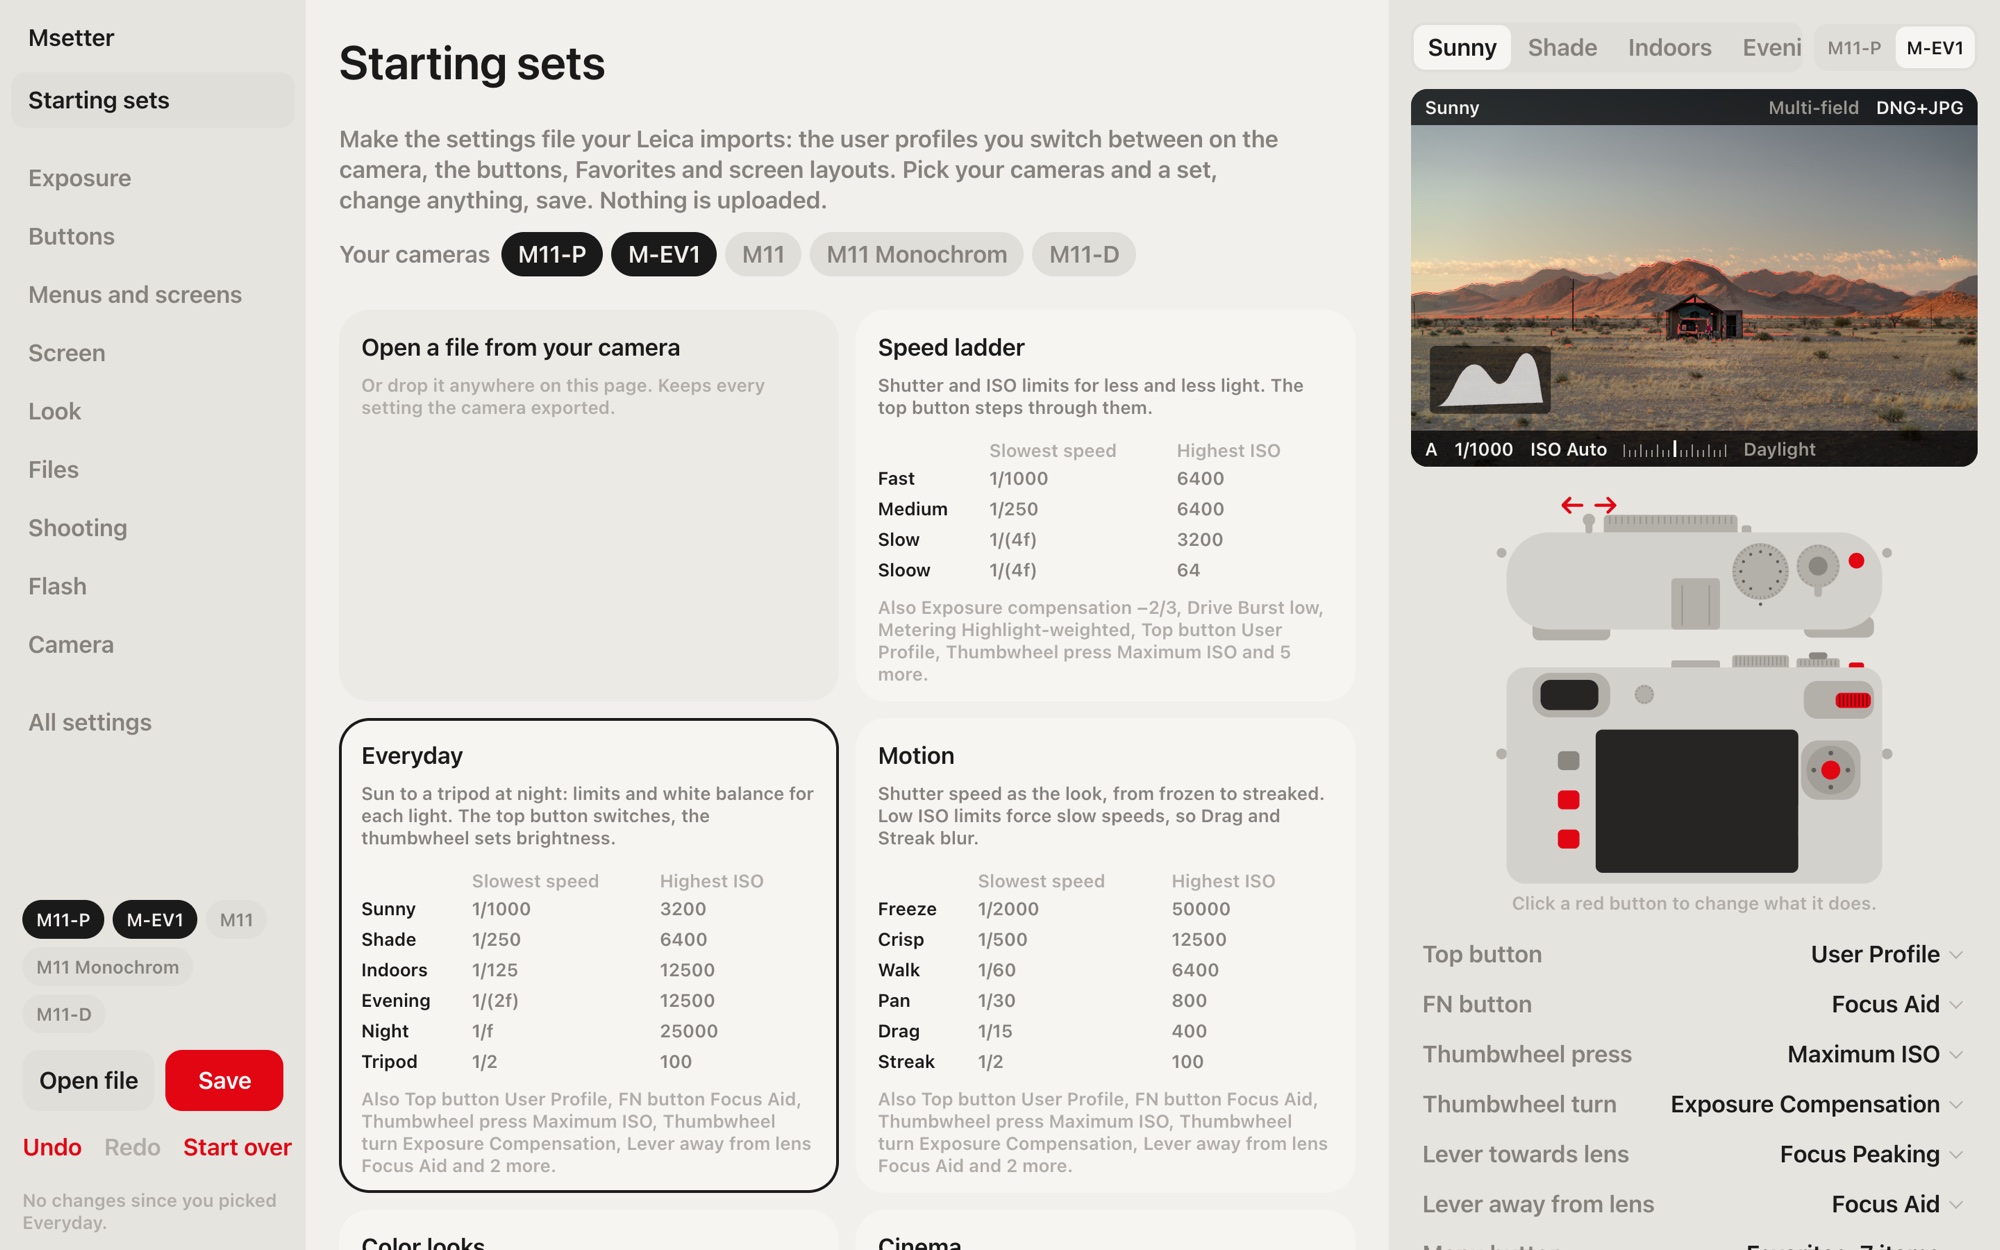 Msetter
Starting sets
Exposure
Buttons
Menus and screens
Screen
Look
Files
Shooting
Flash
Camera
All settings
M11-P M-EV1 M11
M11 Monochrom
M11-D
Open file Save
Undo Redo Start over
No changes since you picked
Everyday.
Starting sets
Make the settings file your Leica imports: the user profiles you switch between on the
camera, the buttons, Favorites and screen layouts. Pick your cameras and a set,
change anything, save. Nothing is uploaded.
Your cameras M11-P M-EV1 M11 M11 Monochrom M11-D
Open a file from your camera
Or drop it anywhere on this page. Keeps every
setting the camera exported.
Speed ladder
Shutter and ISO limits for less and less light. The
top button steps through them.
Slowest speed Highest ISO
Fast 1/1000 6400
Medium 1/250 6400
Slow 1/(4f) 3200
Sloow 1/(4f) 64
Also Exposure compensation −2/3, Drive Burst low,
Metering Highlight-weighted, Top button User
Profile, Thumbwheel press Maximum ISO and 5
more.
Everyday
Sun to a tripod at night: limits and white balance for
each light. The top button switches, the
thumbwheel sets brightness.
Slowest speed Highest ISO
Sunny 1/1000 3200
Shade 1/250 6400
Indoors 1/125 12500
Evening 1/(2f) 12500
Night 1/f 25000
Tripod 1/2 100
Also Top button User Profile, FN button Focus Aid,
Thumbwheel press Maximum ISO, Thumbwheel
turn Exposure Compensation, Lever away from lens
Focus Aid and 2 more.
Motion
Shutter speed as the look, from frozen to streaked.
Low ISO limits force slow speeds, so Drag and
Streak blur.
Slowest speed Highest ISO
Freeze 1/2000 50000
Crisp 1/500 12500
Walk 1/60 6400
Pan 1/30 800
Drag 1/15 400
Streak 1/2 100
Also Top button User Profile, FN button Focus Aid,
Thumbwheel press Maximum ISO, Thumbwheel
turn Exposure Compensation, Lever away from lens
Focus Aid and 2 more.
Color looks
Cinema
Sunny Shade Indoors Eveni M11-P M-EV1
Sunny Multi-field DNG+JPG
A 1/1000 ISO Auto Daylight
Click a red button to change what it does.
Top button User Profile
FN button Focus Aid
Thumbwheel press Maximum ISO
Thumbwheel turn Exposure Compensation
Lever towards lens Focus Peaking
Lever away from lens Focus Aid